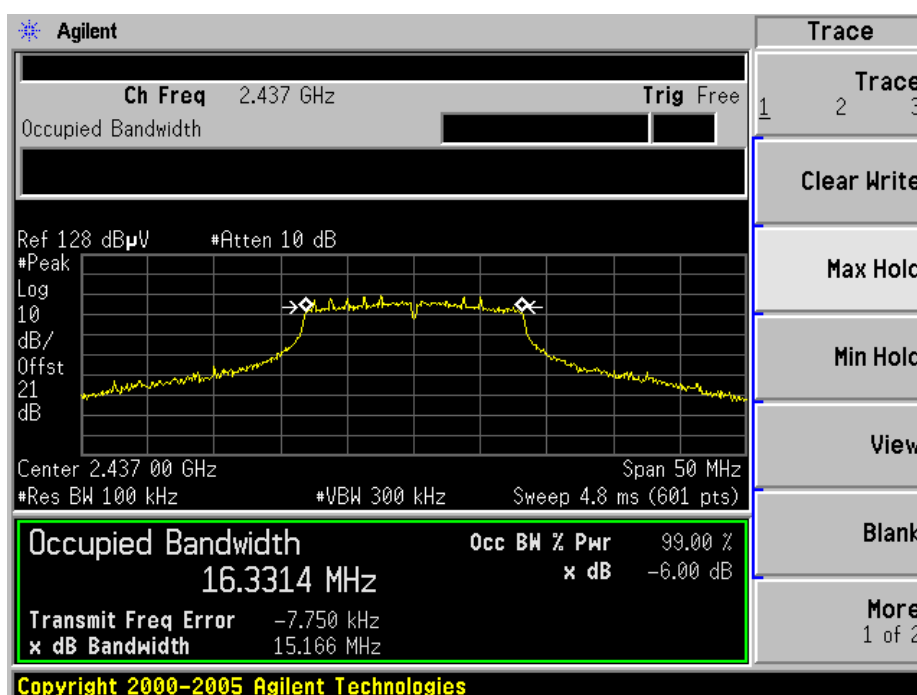 Agilent
Trace
Ch Freq 2.437 GHz Trig Free
Occupied Bandwidth
Trace
1 2 3
Clear Write
Max Hold
Min Hold
View
Blank
More
1 of 2
Ref 128 dBµV #Atten 10 dB
#Peak
Log
10
dB/
Offst
21
dB
Center 2.437 00 GHz Span 50 MHz
#Res BW 100 kHz #VBW 300 kHz Sweep 4.8 ms (601 pts)
Occupied Bandwidth
16.3314 MHz
Occ BW % Pwr 99.00 %
x dB -6.00 dB
Transmit Freq Error -7.750 kHz
x dB Bandwidth 15.166 MHz
Copyright 2000-2005 Agilent Technologies